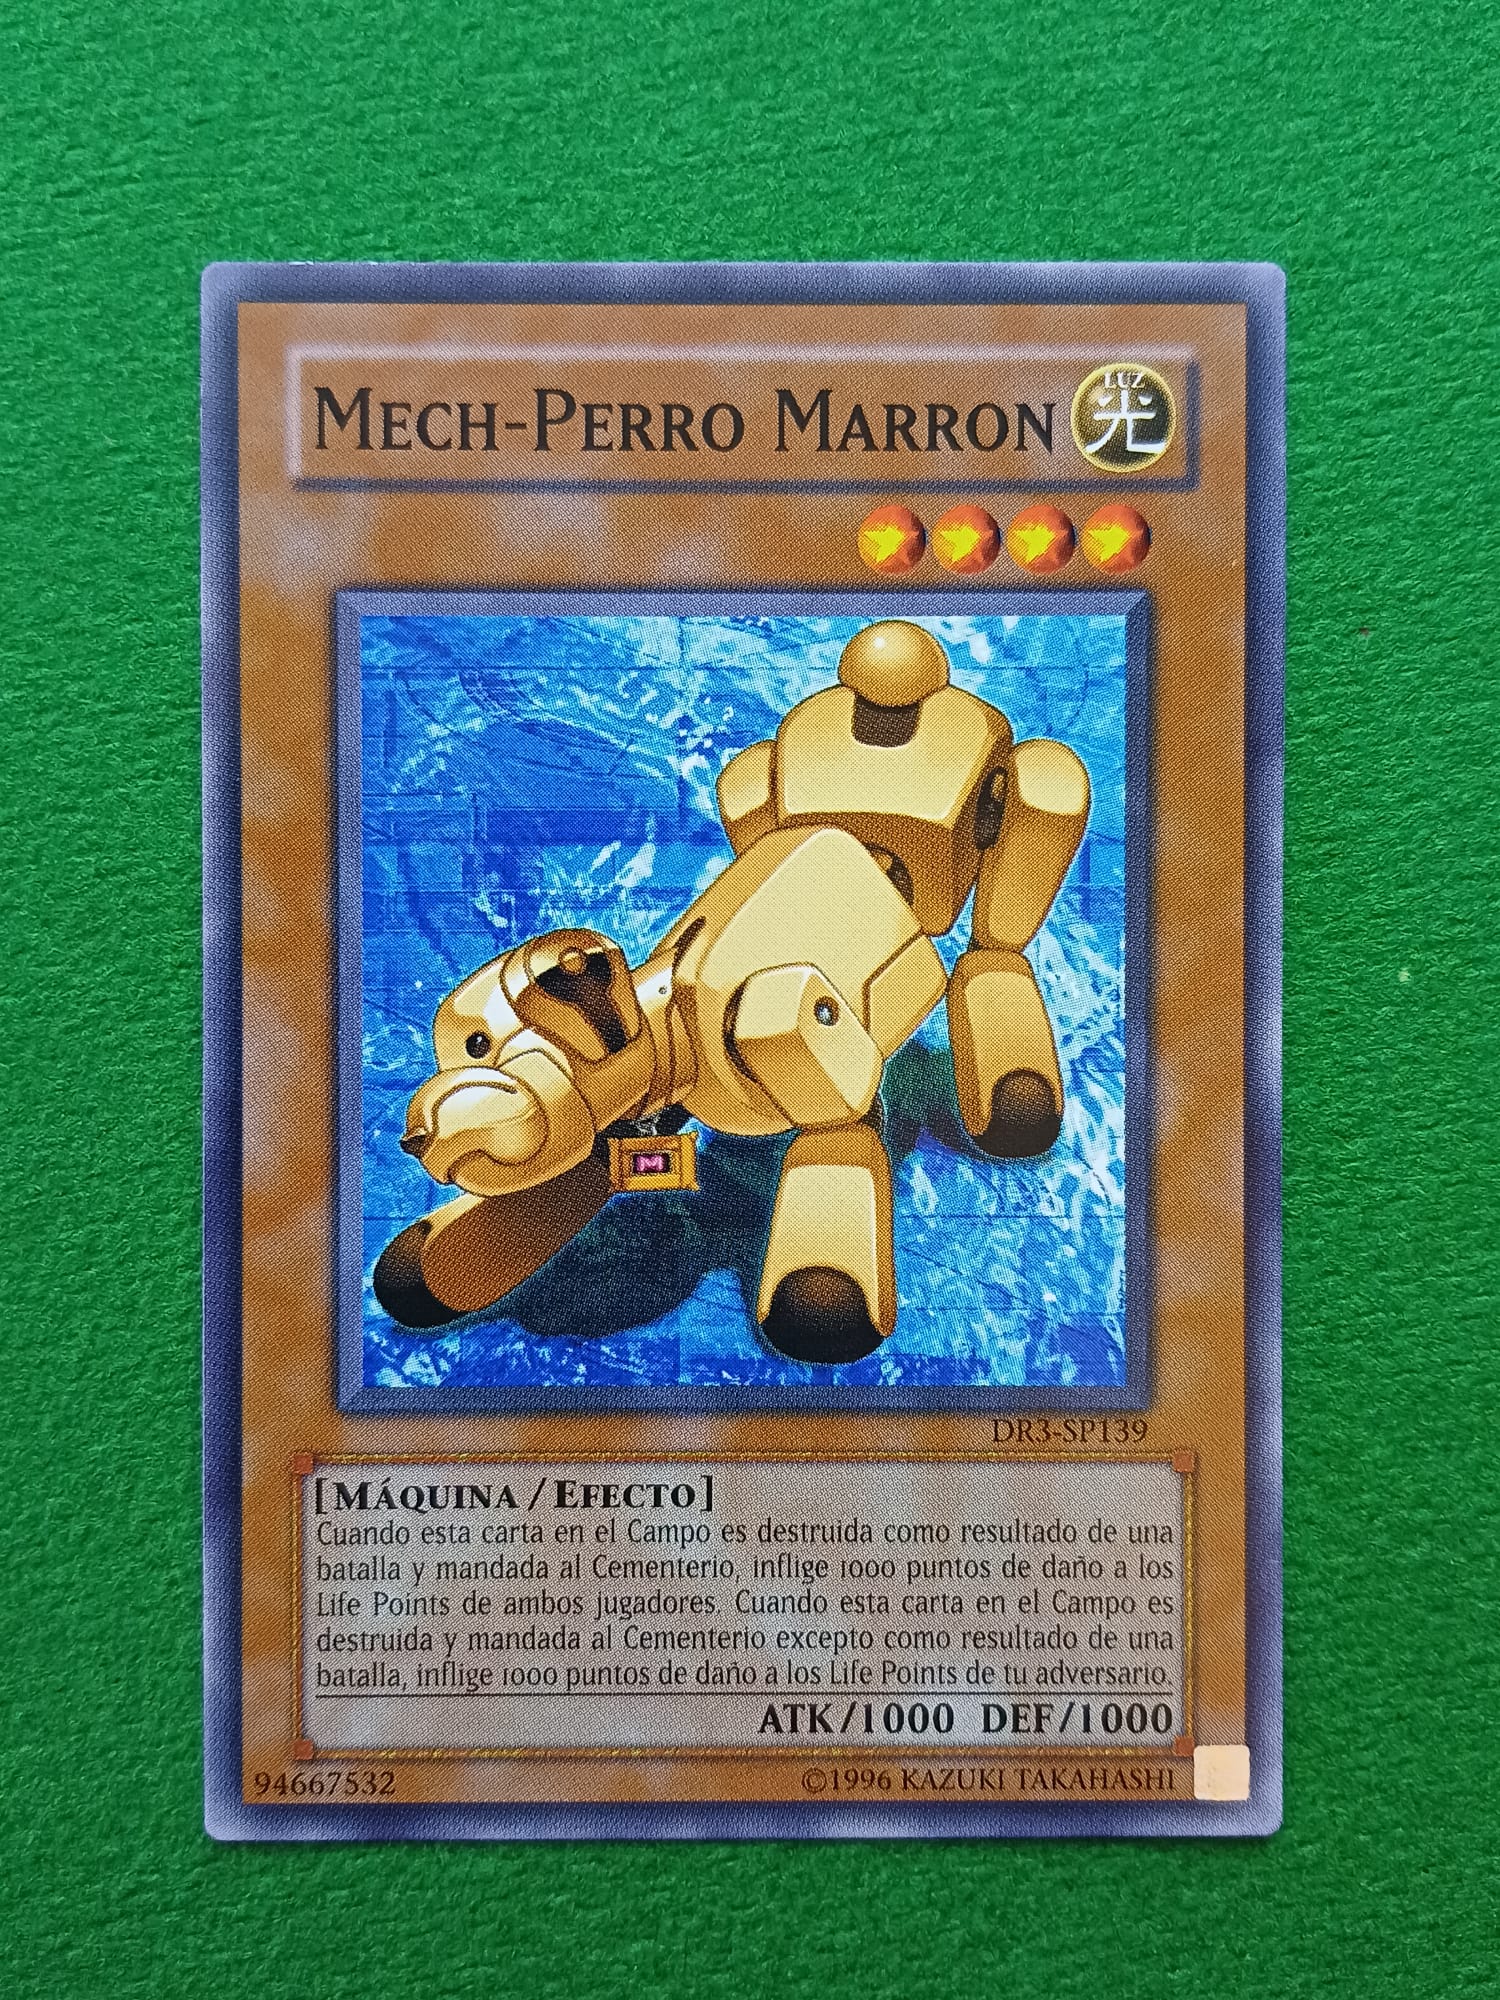 MECH-PERRO MARRON
LUZ
光
M
DR3-SP139
[MÁQUINA/EFECTO]
Cuando esta carta en el Campo es destruida como resultado de una
batalla y mandada al Cementerio, inflige 1000 puntos de daño a los
Life Points de ambos jugadores. Cuando esta carta en el Campo es
destruida y mandada al Cementerio excepto como resultado de una
batalla, inflige 1000 puntos de daño a los Life Points de tu adversario.
ATK/1000 DEF/1000
94667532
©1996 KAZUKI TAKAHASHI